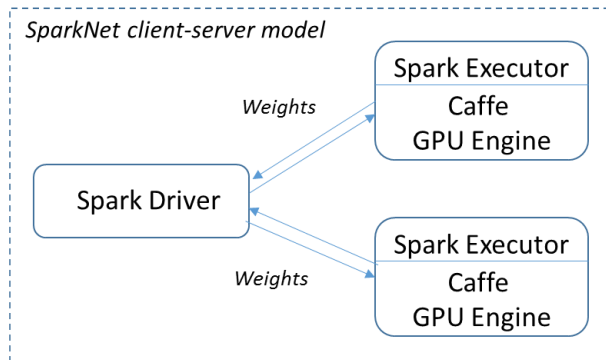 SparkNet client-server model
Spark Executor
Caffe
GPU Engine
Weights
Spark Driver
Spark Executor
Caffe
GPU Engine
Weights